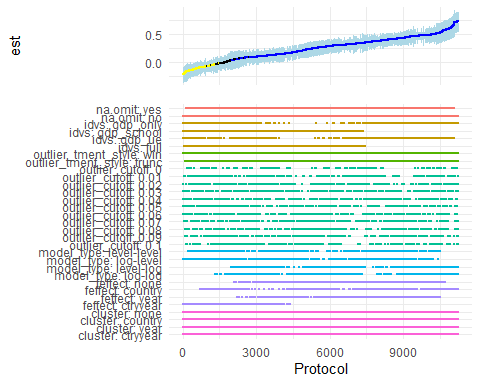 est
0.5
0.0
na.omit: yes
na.omit: no
idvs: gdp_only
idvs: gdp_school
idvs: gdp_ue
idvs: full
outlier_tment_style: win
outlier_tment_style: trunc
outlier_cutoff: 0
outlier_cutoff: 0.01
outlier_cutoff: 0.02
outlier_cutoff: 0.03
outlier_cutoff: 0.04
outlier_cutoff: 0.05
outlier_cutoff: 0.06
outlier_cutoff: 0.07
outlier_cutoff: 0.08
outlier_cutoff: 0.09
outlier_cutoff: 0.1
model_type: level-level
model_type: log-level
model_type: level-log
model_type: log-log
feffect: none
feffect: country
feffect: year
feffect: ctryyear
cluster: none
cluster: country
cluster: year
cluster: ctryyear
0 3000 6000 9000
Protocol